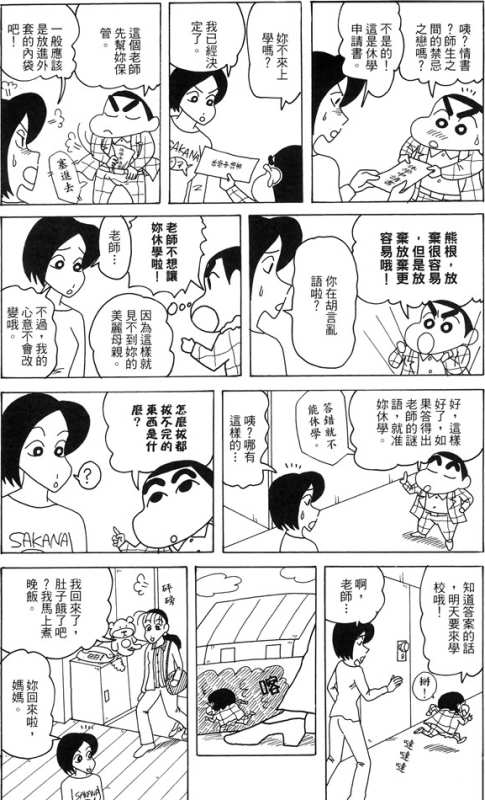 咦?情書
?師生之
間的禁忌
之戀嗎?
不是的!
這是休學
申請書。
妳不來上
學嗎?
我已經決
定了。
SAKANA
這個老師
先幫妳保
管。
一般應該
是放進外
套的內袋
吧!
塞進去
熊根,放
棄很容易
,但是放
棄放棄更
容易哦!
你在胡言亂
語啦?
老師不想讓
妳休學啦!
因為這樣就
見不到妳的
美麗母親。
老師…
不過,我的
心意不會改
變哦。
好,這樣
好了,如
果答得出
老師的謎
語,就准
妳休學。
答錯就不
能休學。
咦?哪有
這樣的…
怎麼拔都
拔不完的
東西是什
麼?
?
SAKANA
知道答案的話
,明天要來學
校哦!
掰!
噠
噠
噠
啊,
老師…
喀
砰
磅
我回來了,
肚子餓了吧
?我馬上煮
晚飯。
妳回來啦,
媽媽。
SAKANA